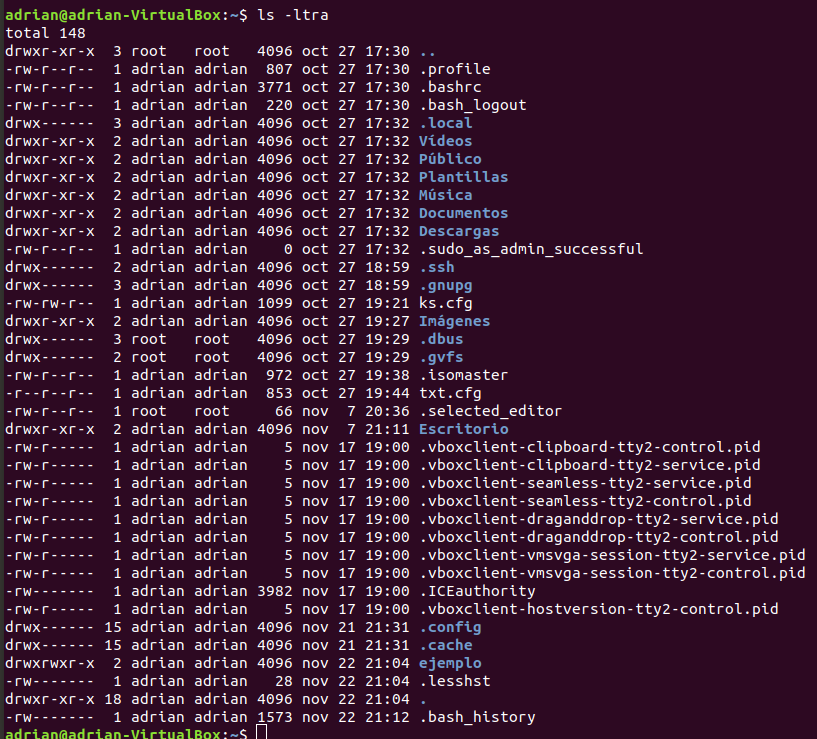 adrian@adrian-VirtualBox:~$ ls -ltra
total 148
drwxr-xr-x  3 root   root   4096 oct 27 17:30 ..
-rw-r--r--  1 adrian adrian  807 oct 27 17:30 .profile
-rw-r--r--  1 adrian adrian 3771 oct 27 17:30 .bashrc
-rw-r--r--  1 adrian adrian  220 oct 27 17:30 .bash_logout
drwx------  3 adrian adrian 4096 oct 27 17:32 .local
drwxr-xr-x  2 adrian adrian 4096 oct 27 17:32 Vídeos
drwxr-xr-x  2 adrian adrian 4096 oct 27 17:32 Público
drwxr-xr-x  2 adrian adrian 4096 oct 27 17:32 Plantillas
drwxr-xr-x  2 adrian adrian 4096 oct 27 17:32 Música
drwxr-xr-x  2 adrian adrian 4096 oct 27 17:32 Documentos
drwxr-xr-x  2 adrian adrian 4096 oct 27 17:32 Descargas
-rw-r--r--  1 adrian adrian    0 oct 27 17:32 .sudo_as_admin_successful
drwx------  2 adrian adrian 4096 oct 27 18:59 .ssh
drwx------  3 adrian adrian 4096 oct 27 18:59 .gnupg
-rw-rw-r--  1 adrian adrian 1099 oct 27 19:21 ks.cfg
drwxr-xr-x  2 adrian adrian 4096 oct 27 19:27 Imágenes
drwx------  3 root   root   4096 oct 27 19:29 .dbus
drwx------  2 root   root   4096 oct 27 19:29 .gvfs
-rw-r--r--  1 adrian adrian  972 oct 27 19:38 .isomaster
-r--r--r--  1 adrian adrian  853 oct 27 19:44 txt.cfg
-rw-r--r--  1 root   root     66 nov  7 20:36 .selected_editor
drwxr-xr-x  2 adrian adrian 4096 nov  7 21:11 Escritorio
-rw-r-----  1 adrian adrian    5 nov 17 19:00 .vboxclient-clipboard-tty2-control.pid
-rw-r-----  1 adrian adrian    5 nov 17 19:00 .vboxclient-clipboard-tty2-service.pid
-rw-r-----  1 adrian adrian    5 nov 17 19:00 .vboxclient-seamless-tty2-service.pid
-rw-r-----  1 adrian adrian    5 nov 17 19:00 .vboxclient-seamless-tty2-control.pid
-rw-r-----  1 adrian adrian    5 nov 17 19:00 .vboxclient-draganddrop-tty2-service.pid
-rw-r-----  1 adrian adrian    5 nov 17 19:00 .vboxclient-draganddrop-tty2-control.pid
-rw-r-----  1 adrian adrian    5 nov 17 19:00 .vboxclient-vmsvga-session-tty2-service.pid
-rw-r-----  1 adrian adrian    5 nov 17 19:00 .vboxclient-vmsvga-session-tty2-control.pid
-rw-------  1 adrian adrian 3982 nov 17 19:00 .ICEauthority
-rw-r-----  1 adrian adrian    5 nov 17 19:00 .vboxclient-hostversion-tty2-control.pid
drwx------ 15 adrian adrian 4096 nov 21 21:31 .config
drwx------ 15 adrian adrian 4096 nov 21 21:31 .cache
drwxrwxr-x  2 adrian adrian 4096 nov 22 21:04 ejemplo
-rw-------  1 adrian adrian   28 nov 22 21:04 .lesshst
drwxr-xr-x 18 adrian adrian 4096 nov 22 21:04 .
-rw-------  1 adrian adrian 1573 nov 22 21:12 .bash_history
adrian@adrian-VirtualBox:~$